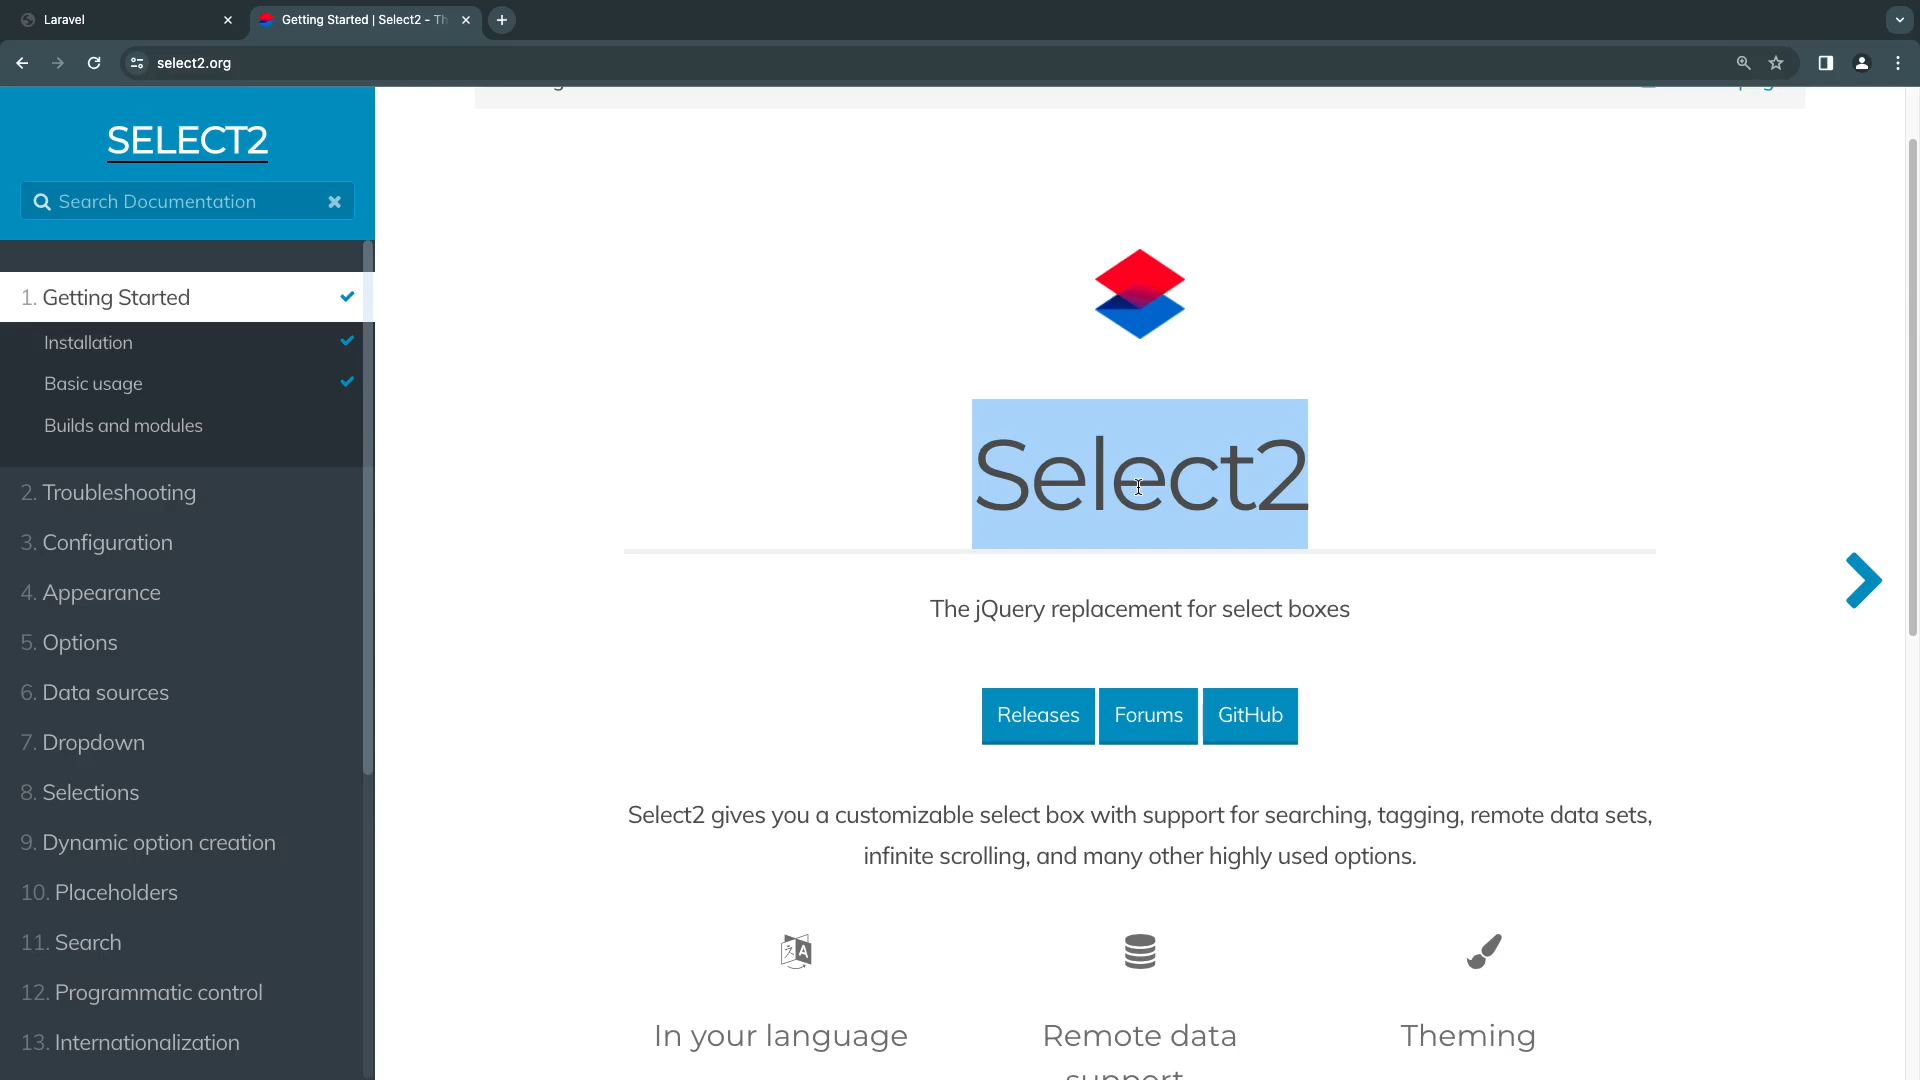 Laravel
Getting Started | Select2 - Th
select2.org
SELECT2
Search Documentation
1. Getting Started
Installation
Basic usage
Builds and modules
2. Troubleshooting
3. Configuration
4. Appearance
5. Options
6. Data sources
7. Dropdown
8. Selections
9. Dynamic option creation
10. Placeholders
11. Search
12. Programmatic control
13. Internationalization
Select2
The jQuery replacement for select boxes
Releases Forums GitHub
Select2 gives you a customizable select box with support for searching, tagging, remote data sets,
infinite scrolling, and many other highly used options.
In your language
Remote data
support
Theming